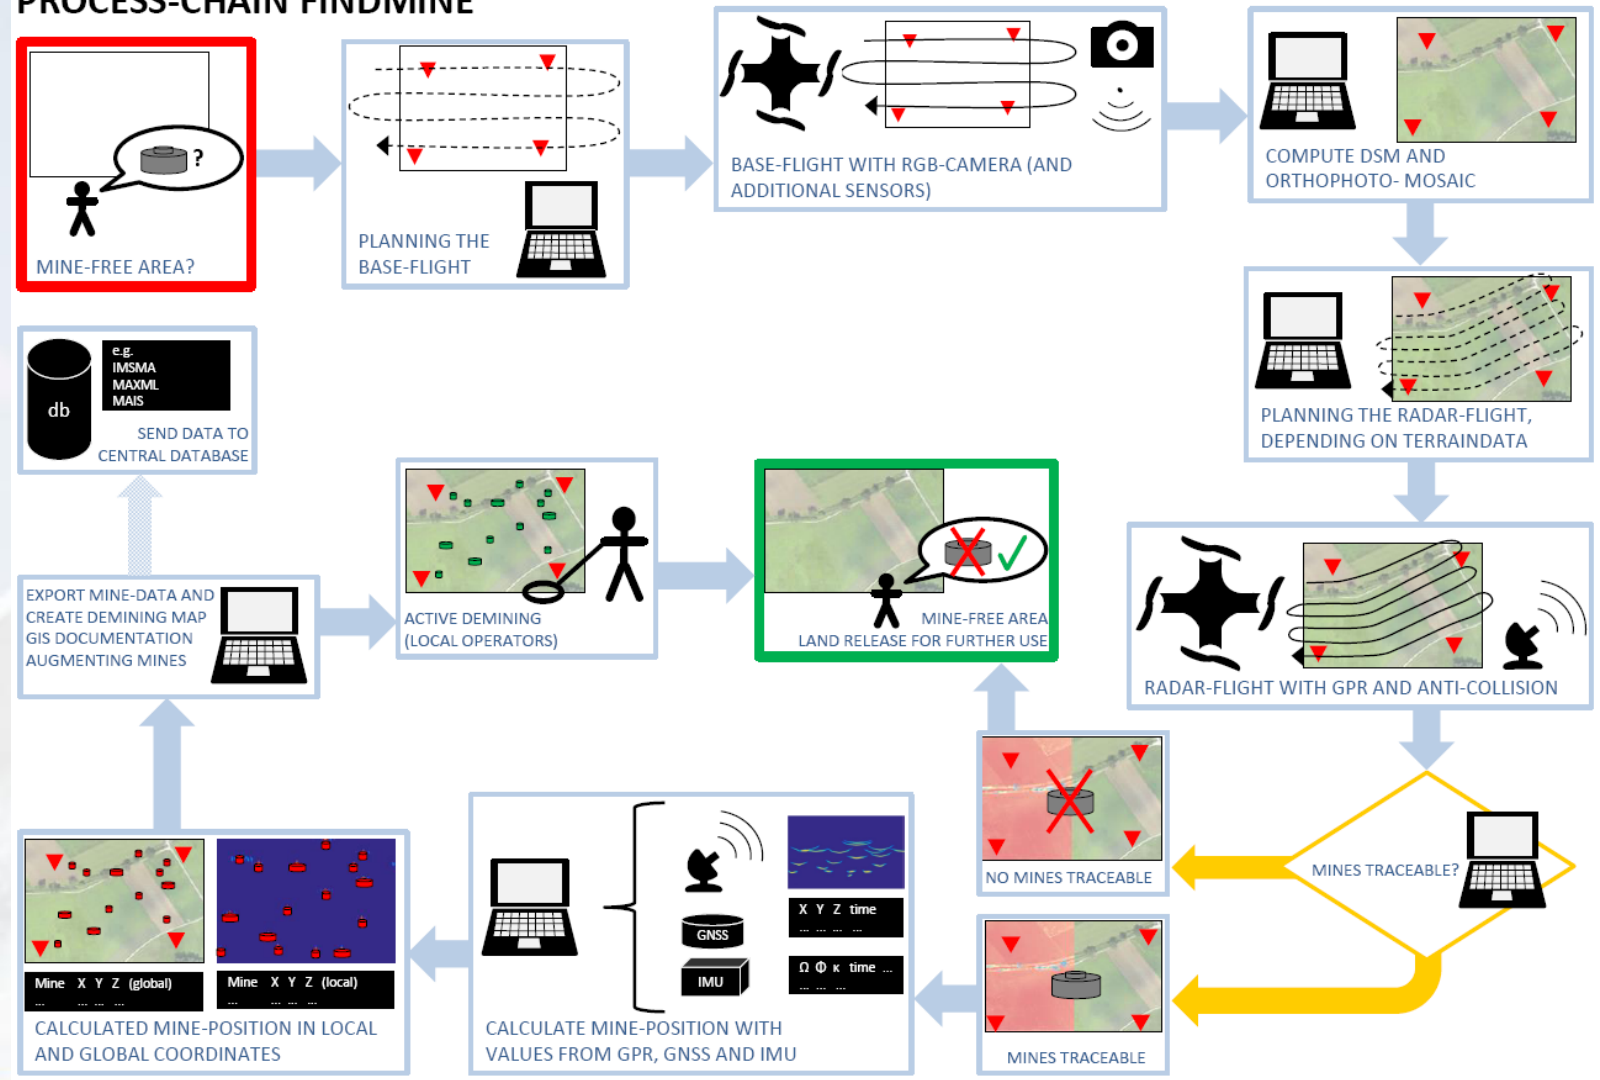 PROCESS-CHAIN FINDMINE
?
MINE-FREE AREA?
PLANNING THE
BASE-FLIGHT
BASE-FLIGHT WITH RGB-CAMERA (AND
ADDITIONAL SENSORS)
COMPUTE DSM AND
ORTHOPHOTO- MOSAIC
PLANNING THE RADAR-FLIGHT,
DEPENDING ON TERRAINDATA
RADAR-FLIGHT WITH GPR AND ANTI-COLLISION
MINES TRACEABLE?
NO MINES TRACEABLE
MINES TRACEABLE
GNSS
IMU
X Y Z time
... ... ... ...
Ω Φ κ time ...
... ... ...
CALCULATE MINE-POSITION WITH
VALUES FROM GPR, GNSS AND IMU
Mine X Y Z (global)
... ... ... ...
Mine X Y Z (local)
... ... ... ...
CALCULATED MINE-POSITION IN LOCAL
AND GLOBAL COORDINATES
EXPORT MINE-DATA AND
CREATE DEMINING MAP
GIS DOCUMENTATION
AUGMENTING MINES
db
e.g.
IMSMA
MAXML
MAIS
SEND DATA TO
CENTRAL DATABASE
ACTIVE DEMINING
(LOCAL OPERATORS)
MINE-FREE AREA
LAND RELEASE FOR FURTHER USE